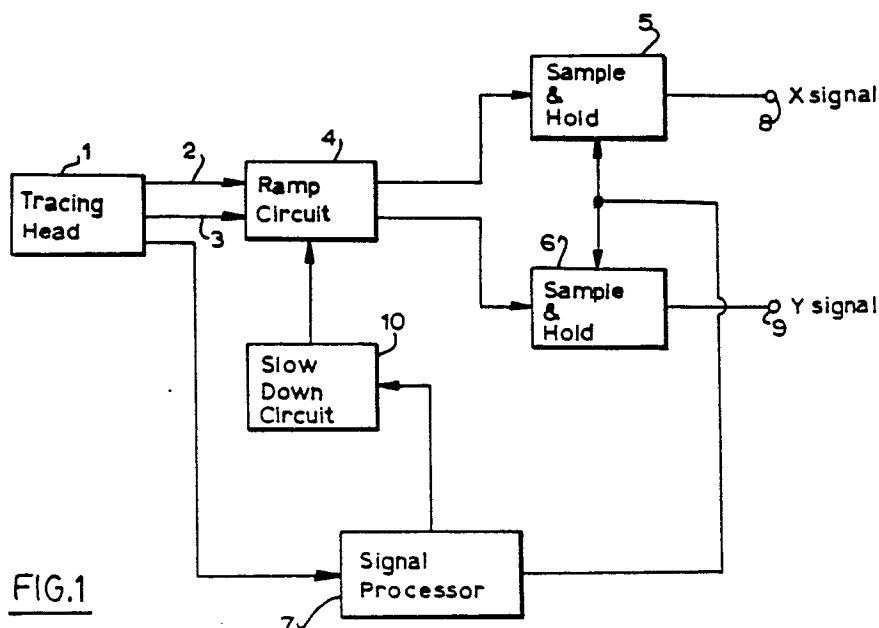 5
Sample
&
Hold
X signal
8
1
2
4
Tracing
Head
3
Ramp
Circuit
6
Sample
&
Hold
Y signal
9
10
Slow
Down
Circuit
Signal
Processor
7
FIG.1